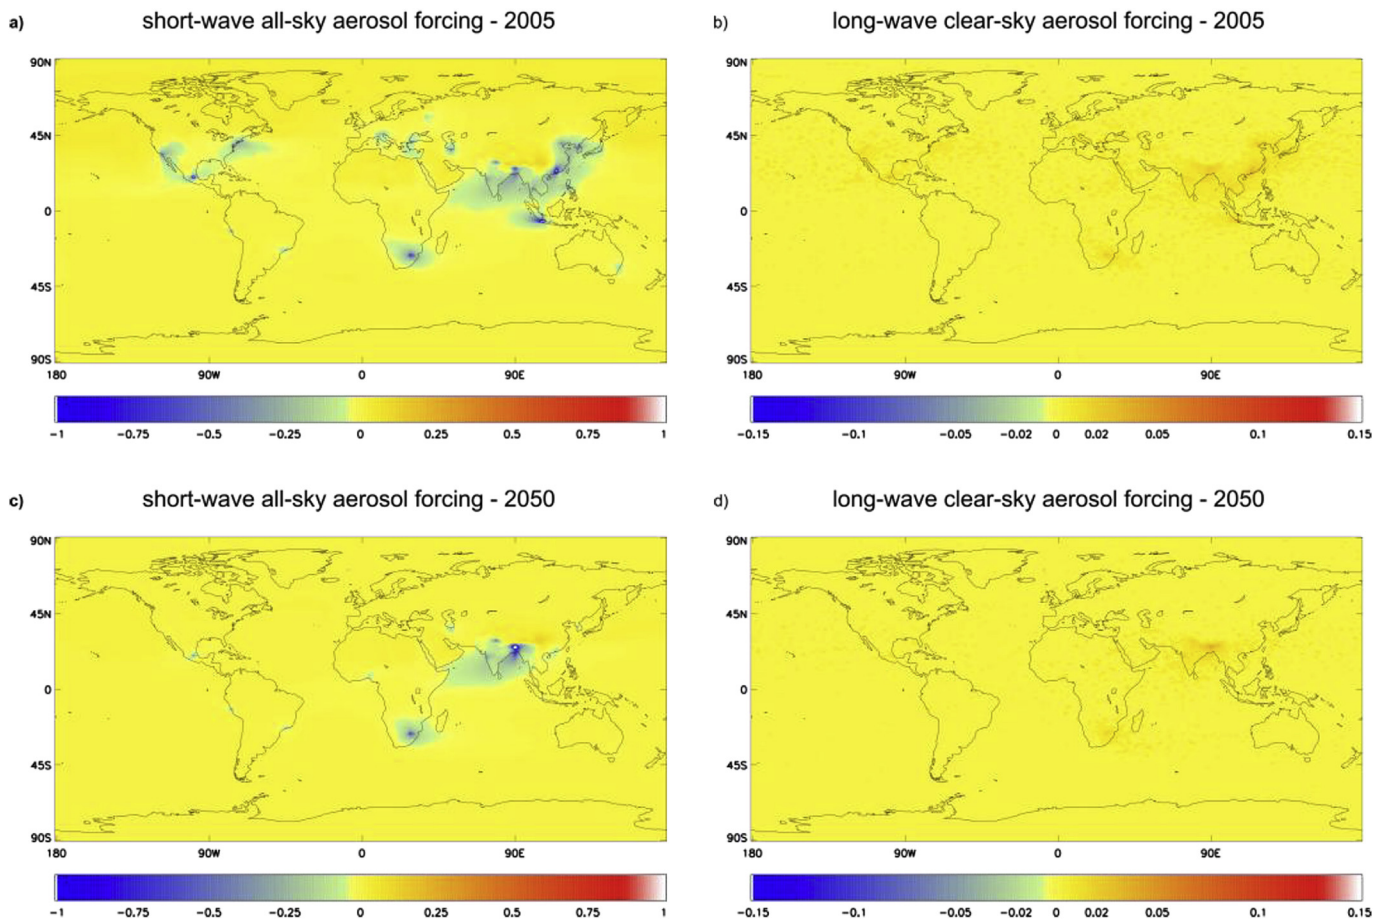 a) short-wave all-sky aerosol forcing - 2005
90N
45N
0
45S
90S
180 90W 0 90E
−1 −0.75 −0.5 −0.25 0 0.25 0.5 0.75 1
b) long-wave clear-sky aerosol forcing - 2005
90N
45N
0
45S
90S
180 90W 0 90E
−0.15 −0.1 −0.05 −0.02 0 0.02 0.05 0.1 0.15
c) short-wave all-sky aerosol forcing - 2050
90N
45N
0
45S
90S
180 90W 0 90E
−1 −0.75 −0.5 −0.25 0 0.25 0.5 0.75 1
d) long-wave clear-sky aerosol forcing - 2050
90N
45N
0
45S
90S
180 90W 0 90E
−0.15 −0.1 −0.05 −0.02 0 0.02 0.05 0.1 0.15